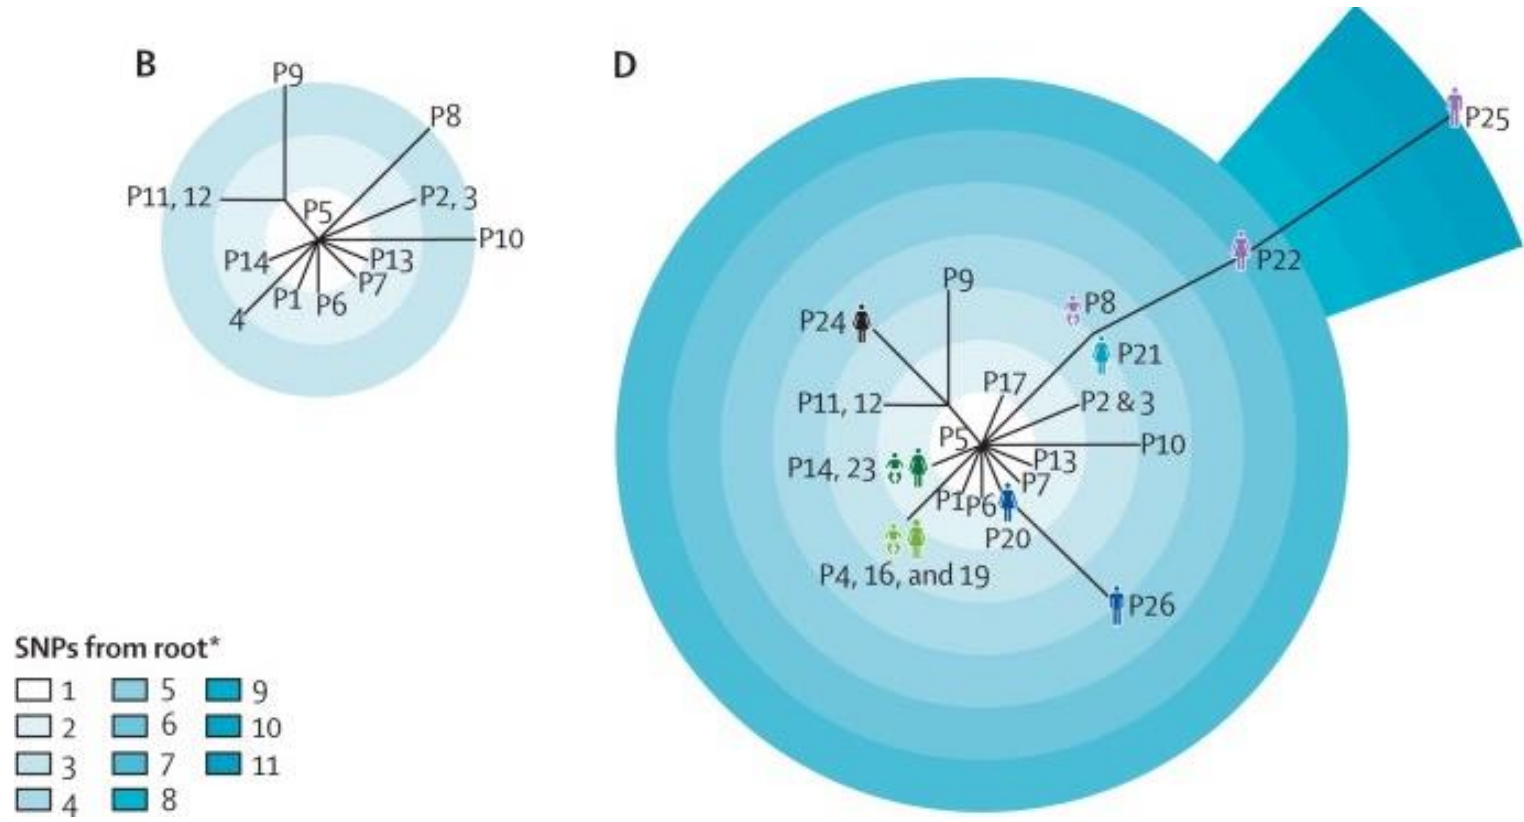 B
P9
P8
P11, 12
P5
P2, 3
P10
P14
P13
P7
P1
P6
4
D
P25
P22
P9
P8
P24
P21
P17
P11, 12
P2 & 3
P5
P10
P14, 23
P13
P7
P1
P6
P20
P4, 16, and 19
P26
SNPs from root*
1 5 9
2 6 10
3 7 11
4 8